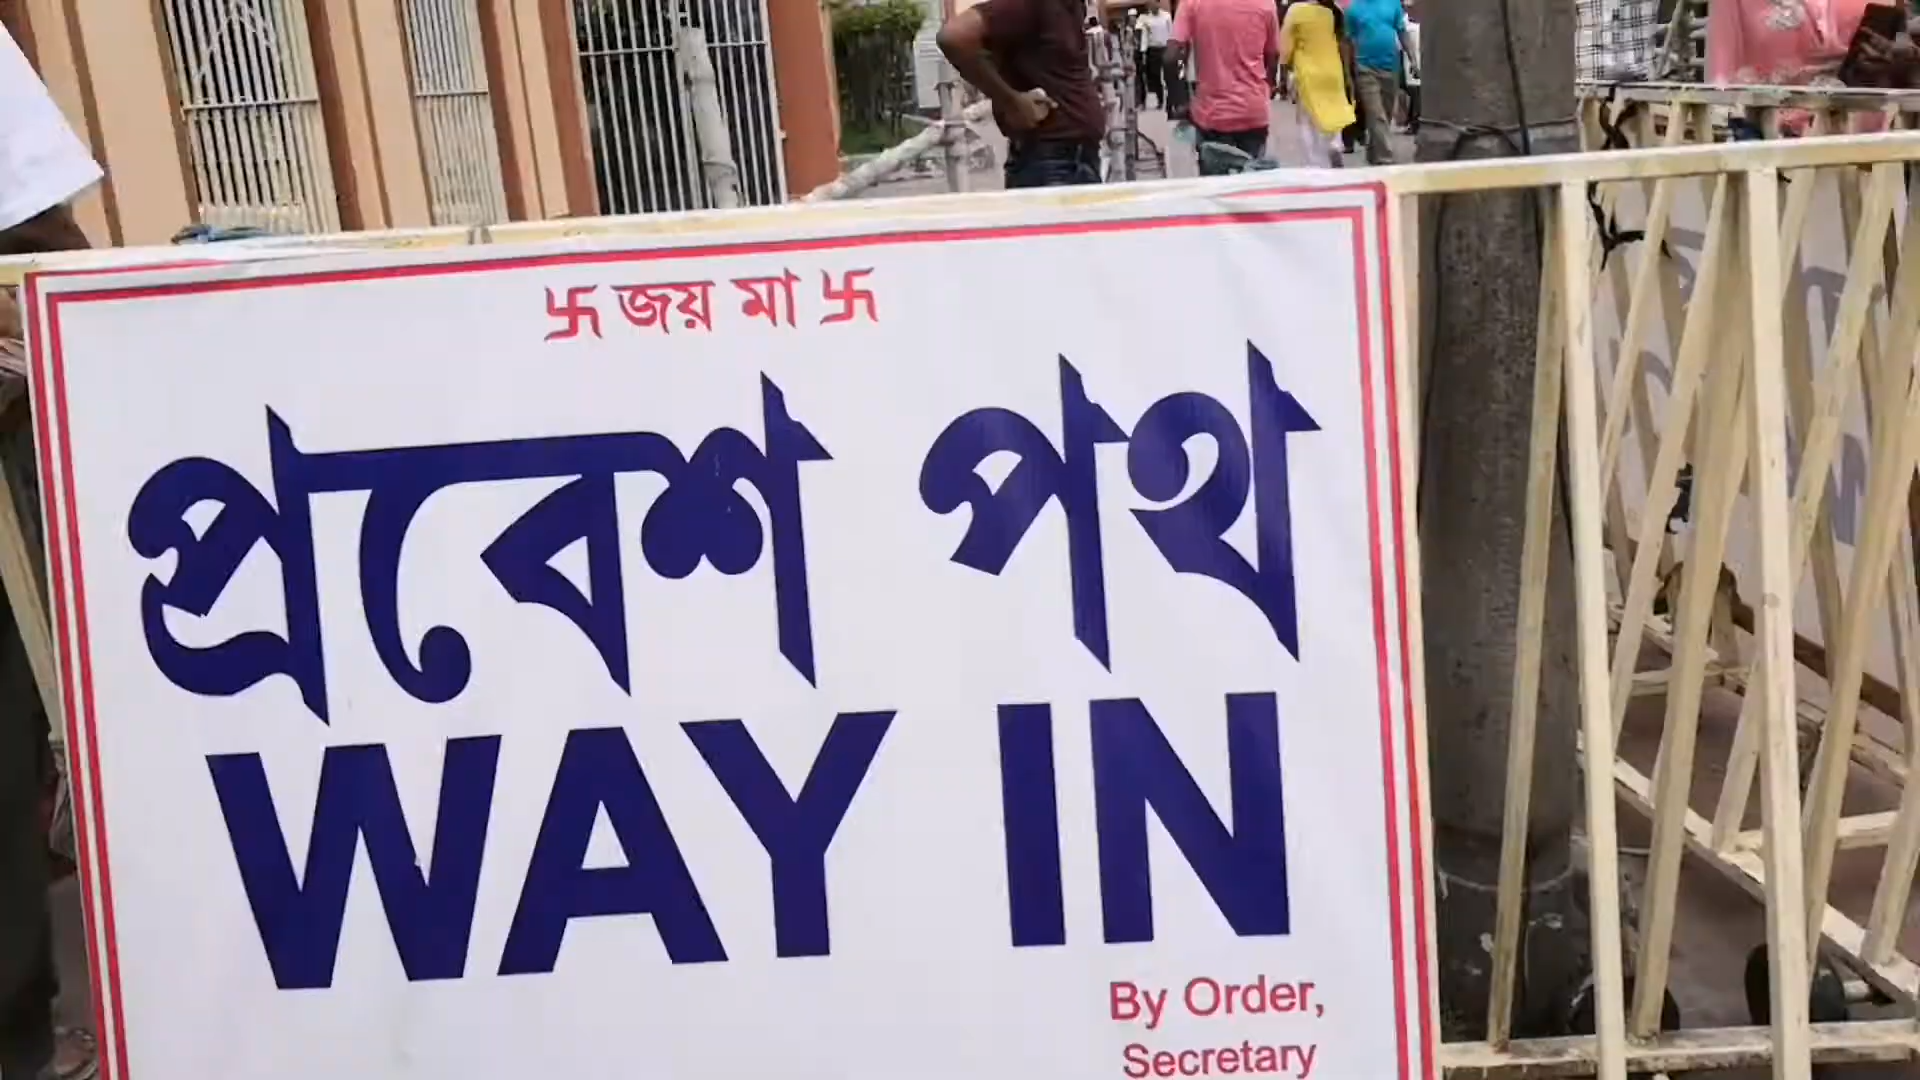 卐 জয় মা 卐
প্রবেশ পথ
WAY IN
By Order,
Secretary